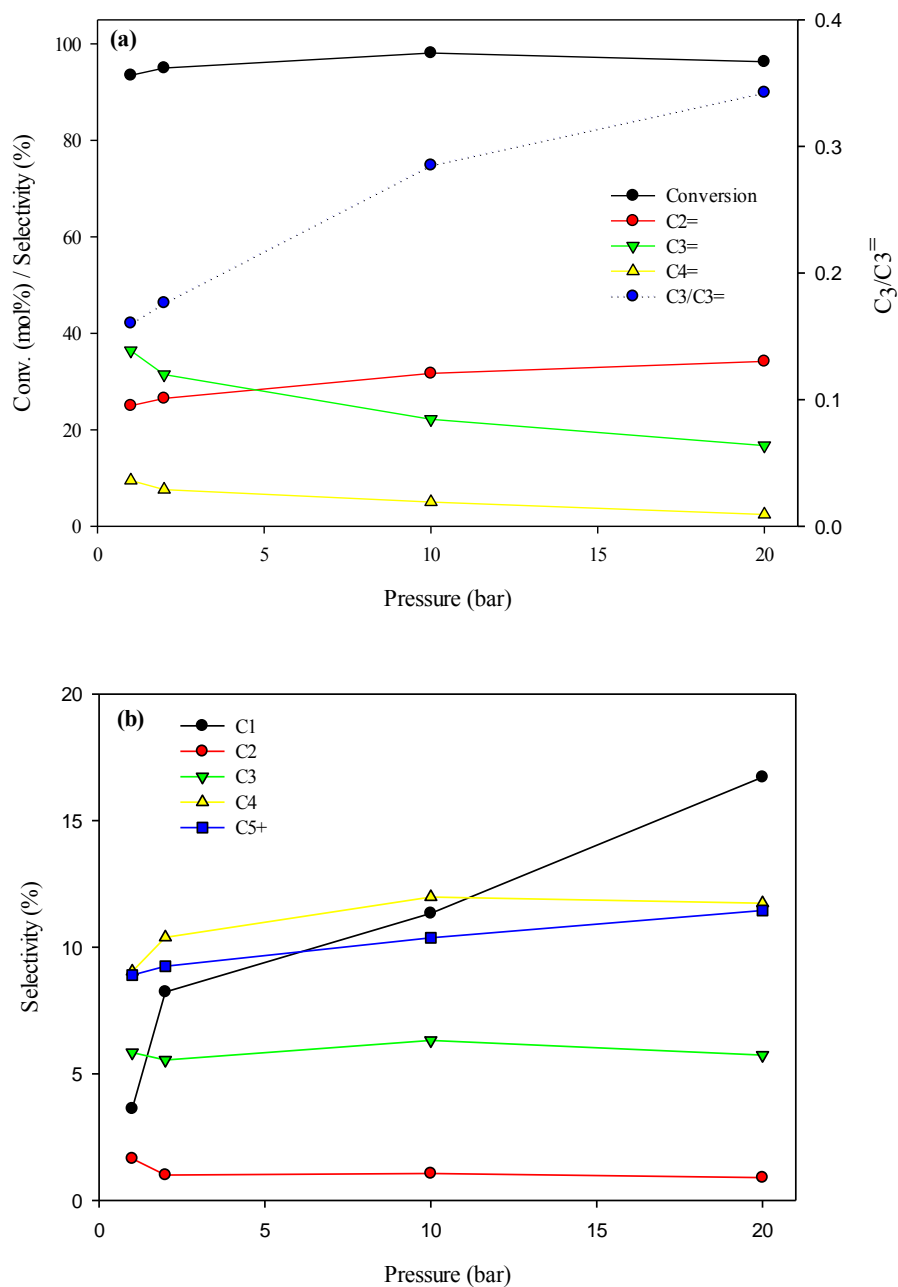 (a)
100
80
60
40
20
0
Conv. (mol%) / Selectivity (%)
0.4
0.3
0.2
0.1
0.0
C₃/C₃⁼
Conversion
C2=
C3=
C4=
C3/C3=
0 5 10 15 20
Pressure (bar)
(b)
20
15
10
5
0
Selectivity (%)
C1
C2
C3
C4
C5+
0 5 10 15 20
Pressure (bar)